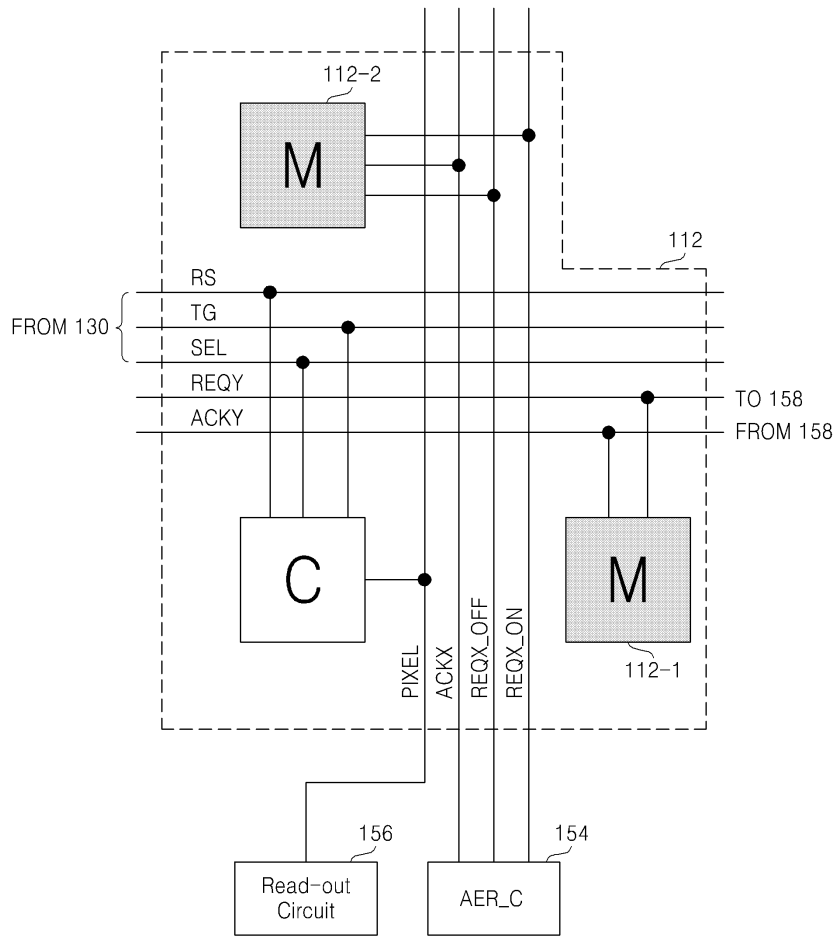 112-2
M
112
RS
FROM 130
TG
SEL
REQY
TO 158
ACKY
FROM 158
C
M
PIXEL
ACKX
REQX_OFF
REQX_ON
112-1
156
154
Read-out
Circuit
AER_C